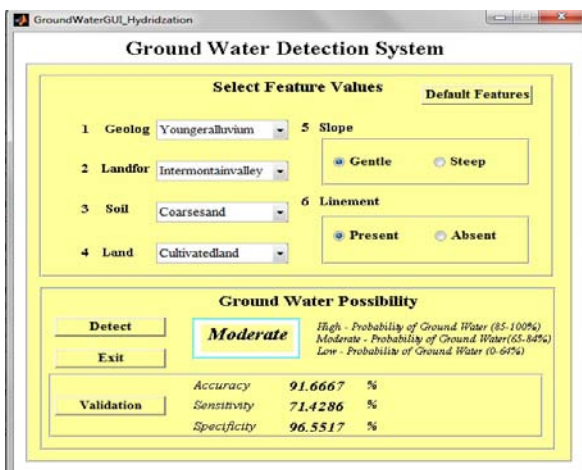 GroundWaterGUI_Hydridzation
Ground Water Detection System
Select Feature Values
Default Features
1 Geolog Youngeralluvium
2 Landfor Intermontainvalley
3 Soil Coarsesand
4 Land Cultivatedland
5 Slope
Gentle Steep
6 Linement
Present Absent
Ground Water Possibility
Detect
Exit
Moderate
High - Probability of Ground Water (85-100%)
Moderate - Probability of Ground Water(65-84%)
Low - Probability of Ground Water (0-64%)
Validation
Accuracy 91.6667 %
Sensitivity 71.4286 %
Specificity 96.5517 %